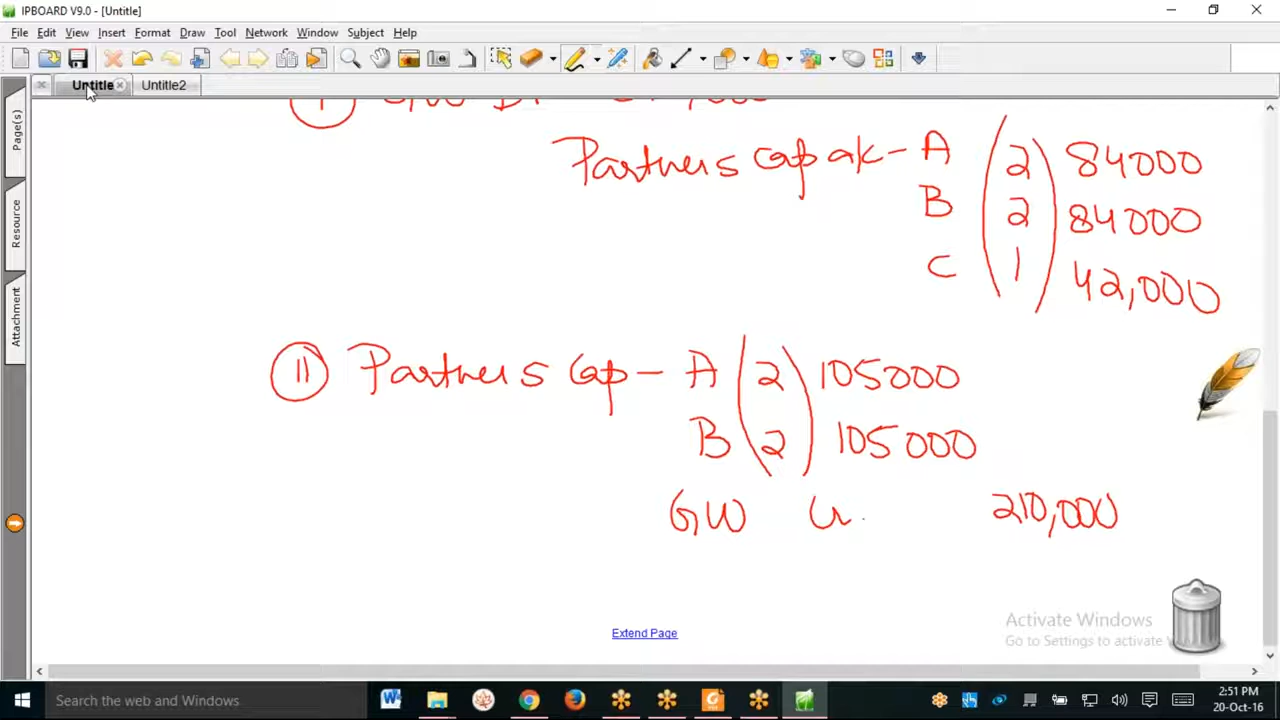 IPBOARD V9.0 - [Untitle]
File Edit View Insert Format Draw Tool Network Window Subject Help
Untitle Untitle2
Page(s)
Resource
Attachment
Partners cap a/c - A 2 84000
B 2 84000
C 1 42,000
11 Partners Cap - A 2 105000
B 2 105000
GW Cr. 210,000
Extend Page
Activate Windows
Go to Settings to activate
Search the web and Windows
2:51 PM
20-Oct-16